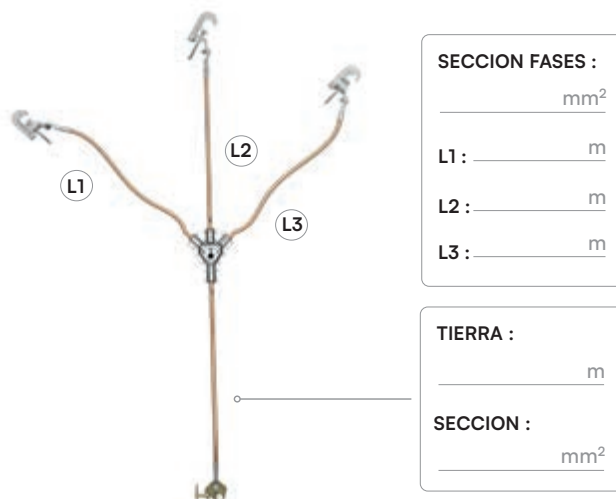 SECCION FASES :
mm²
L1 : m
L2 : m
L3 : m
TIERRA :
m
SECCION :
mm²
L1
L2
L3